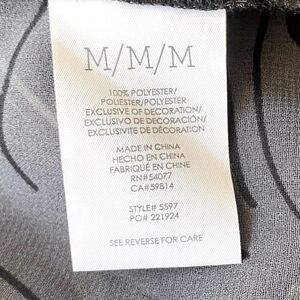 M/M/M
100% POLYESTER/
POLIESTER/POLYESTER
EXCLUSIVE OF DECORATION/
EXCLUSIVO DE DECORACIÓN/
EXCLUSIVITE DE DÉCORATION
MADE IN CHINA
HECHO EN CHINA
FABRIQUÉ EN CHINE
RN#54077
CA#59814
STYLE# 5597
PO# 221924
SEE REVERSE FOR CARE